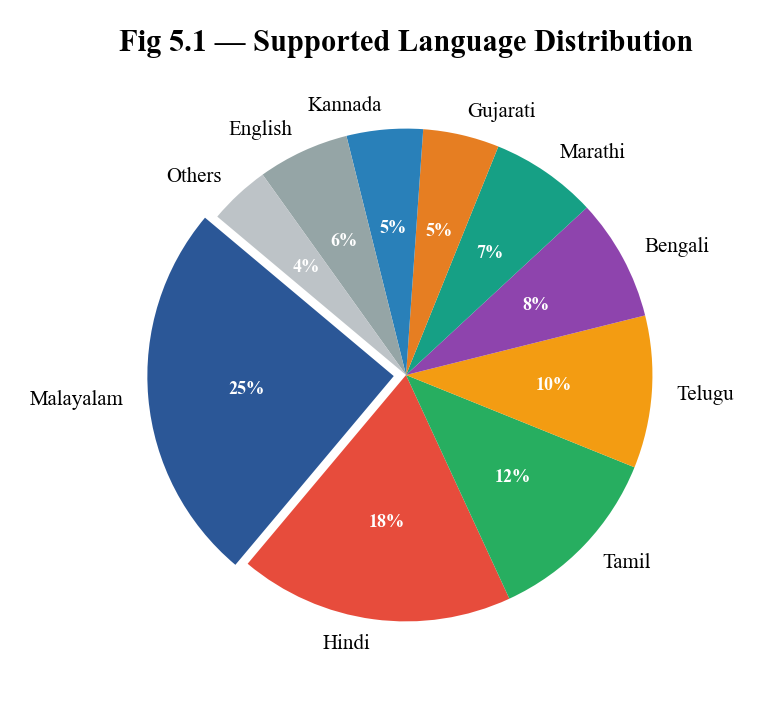 Fig 5.1 — Supported Language Distribution
Kannada
Gujarati
English
Marathi
Others
Bengali
Malayalam
Telugu
Tamil
Hindi
5%
5%
6%
7%
4%
8%
25%
10%
12%
18%